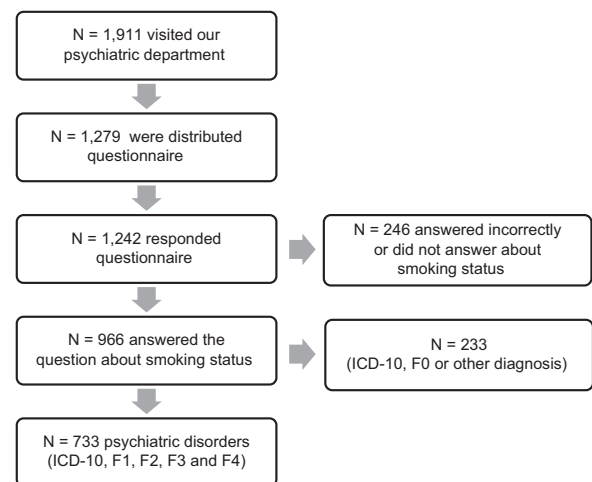 N = 1,911 visited our
psychiatric department
N = 1,279 were distributed
questionnaire
N = 1,242 responded
questionnaire
N = 246 answered incorrectly
or did not answer about
smoking status
N = 966 answered the
question about smoking status
N = 233
(ICD-10, F0 or other diagnosis)
N = 733 psychiatric disorders
(ICD-10, F1, F2, F3 and F4)